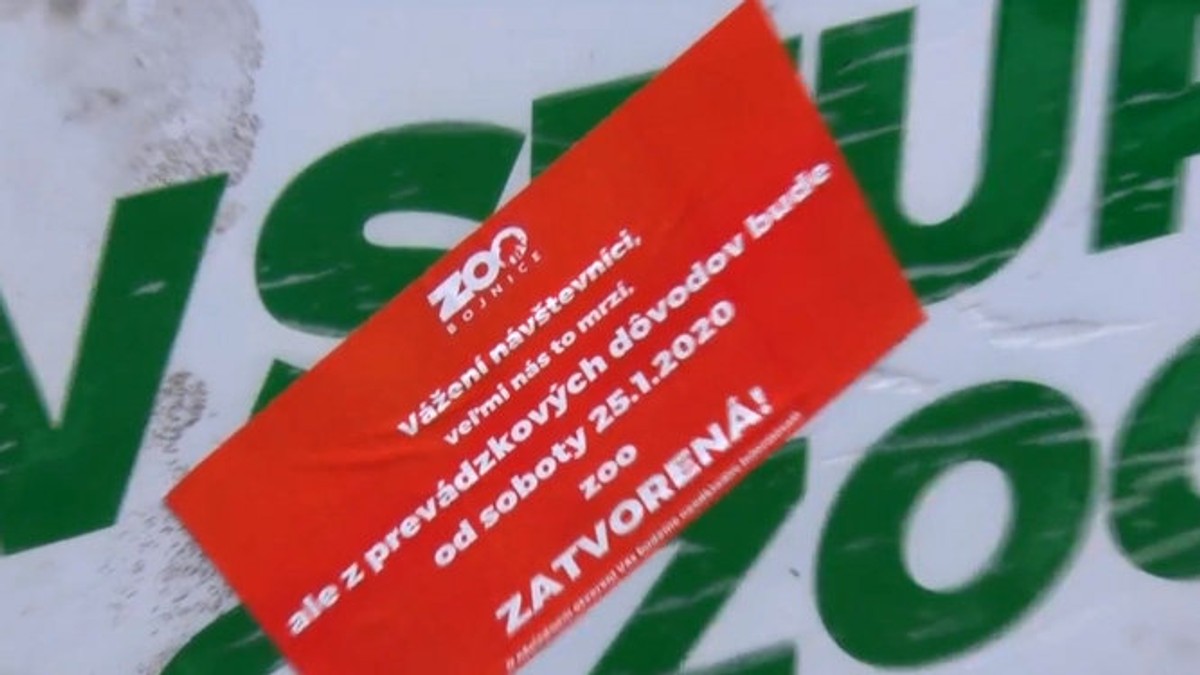 ZOO
BOJNICE
Vážení návštevníci,
veľmi nás to mrzí,
ale z prevádzkových dôvodov bude
od soboty 25.1.2020
zoo
ZATVORENÁ!
ZOO